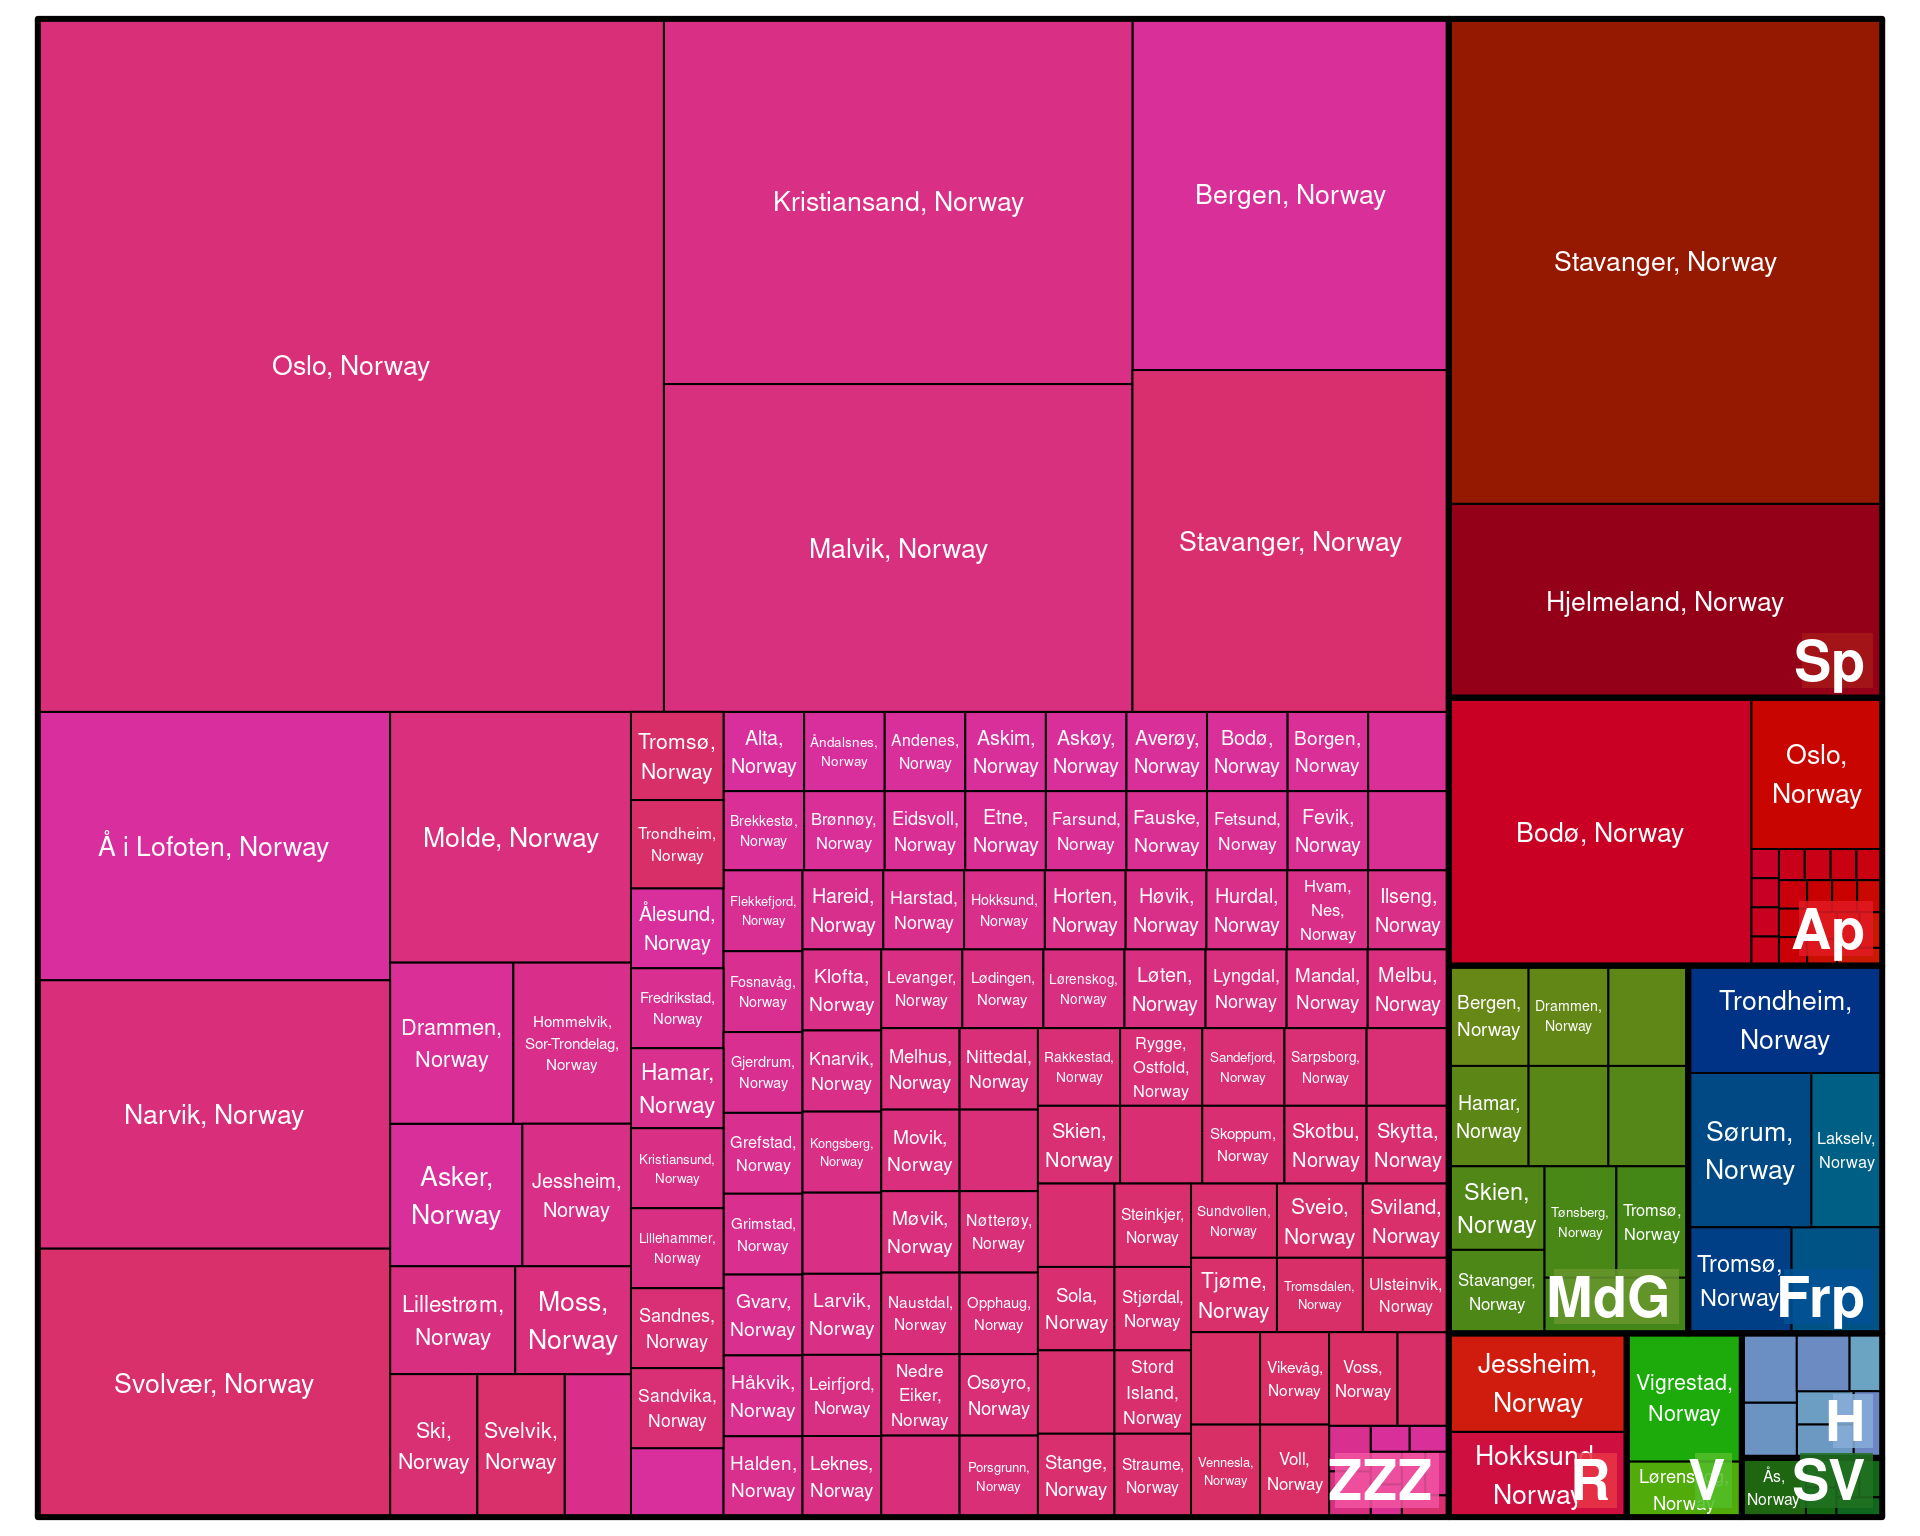 Oslo, Norway
Kristiansand, Norway
Bergen, Norway
Malvik, Norway
Stavanger, Norway
Å i Lofoten, Norway
Narvik, Norway
Svolvær, Norway
Molde, Norway
Drammen,
Norway
Hommelvik,
Sor-Trondelag,
Norway
Asker,
Norway
Jessheim,
Norway
Lillestrøm,
Norway
Moss,
Norway
Ski,
Norway
Svelvik,
Norway
Tromsø,
Norway
Trondheim,
Norway
Ålesund,
Norway
Fredrikstad,
Norway
Hamar,
Norway
Kristiansund,
Norway
Lillehammer,
Norway
Sandnes,
Norway
Sandvika,
Norway
Alta,
Norway
Åndalsnes,
Norway
Andenes,
Norway
Askim,
Norway
Askøy,
Norway
Averøy,
Norway
Bodø,
Norway
Borgen,
Norway
Brekkestø,
Norway
Brønnøy,
Norway
Eidsvoll,
Norway
Etne,
Norway
Farsund,
Norway
Fauske,
Norway
Fetsund,
Norway
Fevik,
Norway
Flekkefjord,
Norway
Hareid,
Norway
Harstad,
Norway
Hokksund,
Norway
Horten,
Norway
Høvik,
Norway
Hurdal,
Norway
Hvam,
Nes,
Norway
Ilseng,
Norway
Fosnavåg,
Norway
Klofta,
Norway
Levanger,
Norway
Lødingen,
Norway
Lørenskog,
Norway
Løten,
Norway
Lyngdal,
Norway
Mandal,
Norway
Melbu,
Norway
Gjerdrum,
Norway
Knarvik,
Norway
Melhus,
Norway
Nittedal,
Norway
Rakkestad,
Norway
Rygge,
Ostfold,
Norway
Sandefjord,
Norway
Sarpsborg,
Norway
Grefstad,
Norway
Kongsberg,
Norway
Movik,
Norway
Skien,
Norway
Skoppum,
Norway
Skotbu,
Norway
Skytta,
Norway
Grimstad,
Norway
Møvik,
Norway
Nøtterøy,
Norway
Steinkjer,
Norway
Sundvollen,
Norway
Sveio,
Norway
Sviland,
Norway
Gvarv,
Norway
Larvik,
Norway
Naustdal,
Norway
Opphaug,
Norway
Sola,
Norway
Stjørdal,
Norway
Tjøme,
Norway
Tromsdalen,
Norway
Ulsteinvik,
Norway
Håkvik,
Norway
Leirfjord,
Norway
Nedre
Eiker,
Norway
Osøyro,
Norway
Stord
Island,
Norway
Vikevåg,
Norway
Voss,
Norway
Halden,
Norway
Leknes,
Norway
Porsgrunn,
Norway
Stange,
Norway
Straume,
Norway
Vennesla,
Norway
Voll,
Norway
ZZZ
Stavanger, Norway
Hjelmeland, Norway
Sp
Bodø, Norway
Oslo,
Norway
Ap
Bergen,
Norway
Drammen,
Norway
Hamar,
Norway
Skien,
Norway
Tønsberg,
Norway
Tromsø,
Norway
Stavanger,
Norway
MdG
Trondheim,
Norway
Sørum,
Norway
Lakselv,
Norway
Tromsø,
Norway
Frp
Jessheim,
Norway
Hokksund,
Norway
R
Vigrestad,
Norway
Norway
V
H
Ås,
Norway
SV